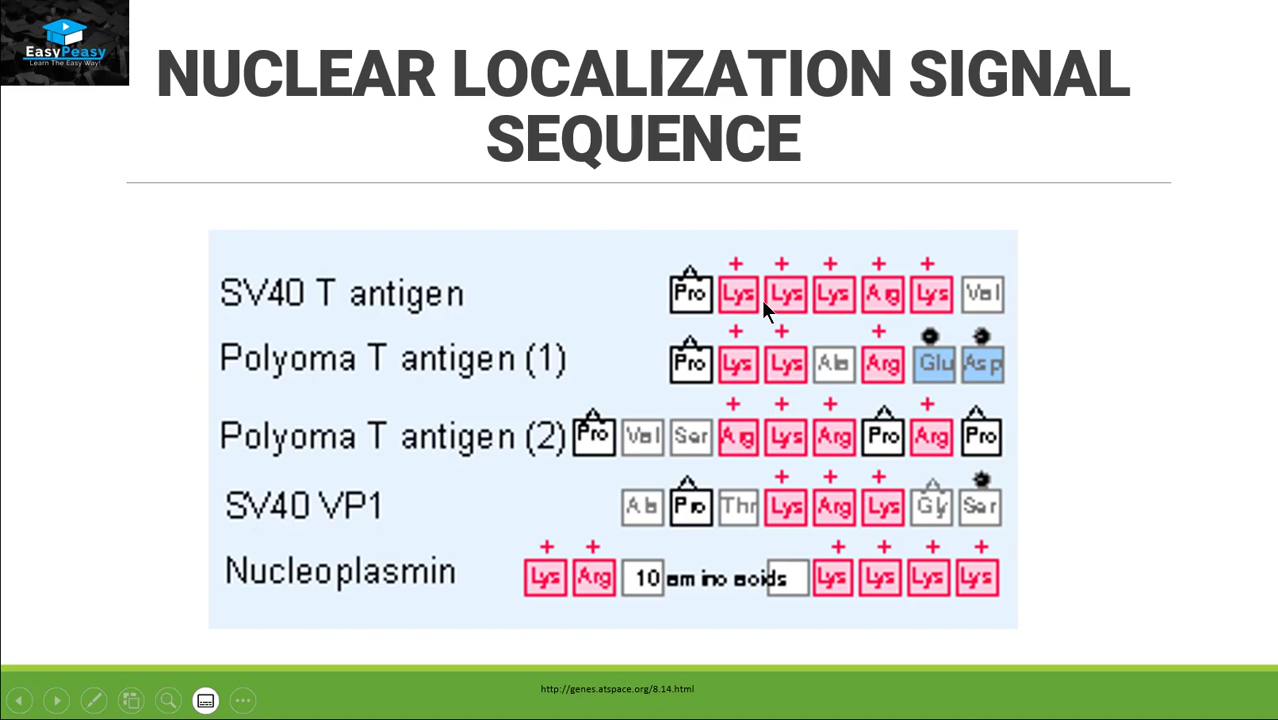 EasyPeasy
Learn The Easy Way!
NUCLEAR LOCALIZATION SIGNAL
SEQUENCE
+ + + + +
SV40 T antigen Pro Lys Lys Lys Arg Lys Val
+ + +
Polyoma T antigen (1) Pro Lys Lys Ala Arg Glu Asp
+ + + +
Polyoma T antigen (2) Pro Val Ser Arg Lys Arg Pro Arg Pro
+ + +
SV40 VP1 Ala Pro Thr Lys Arg Lys Gly Ser
+ + + + + +
Nucleoplasmin Lys Arg 10 amino acids Lys Lys Lys Lys
http://genes.atspace.org/8.14.html